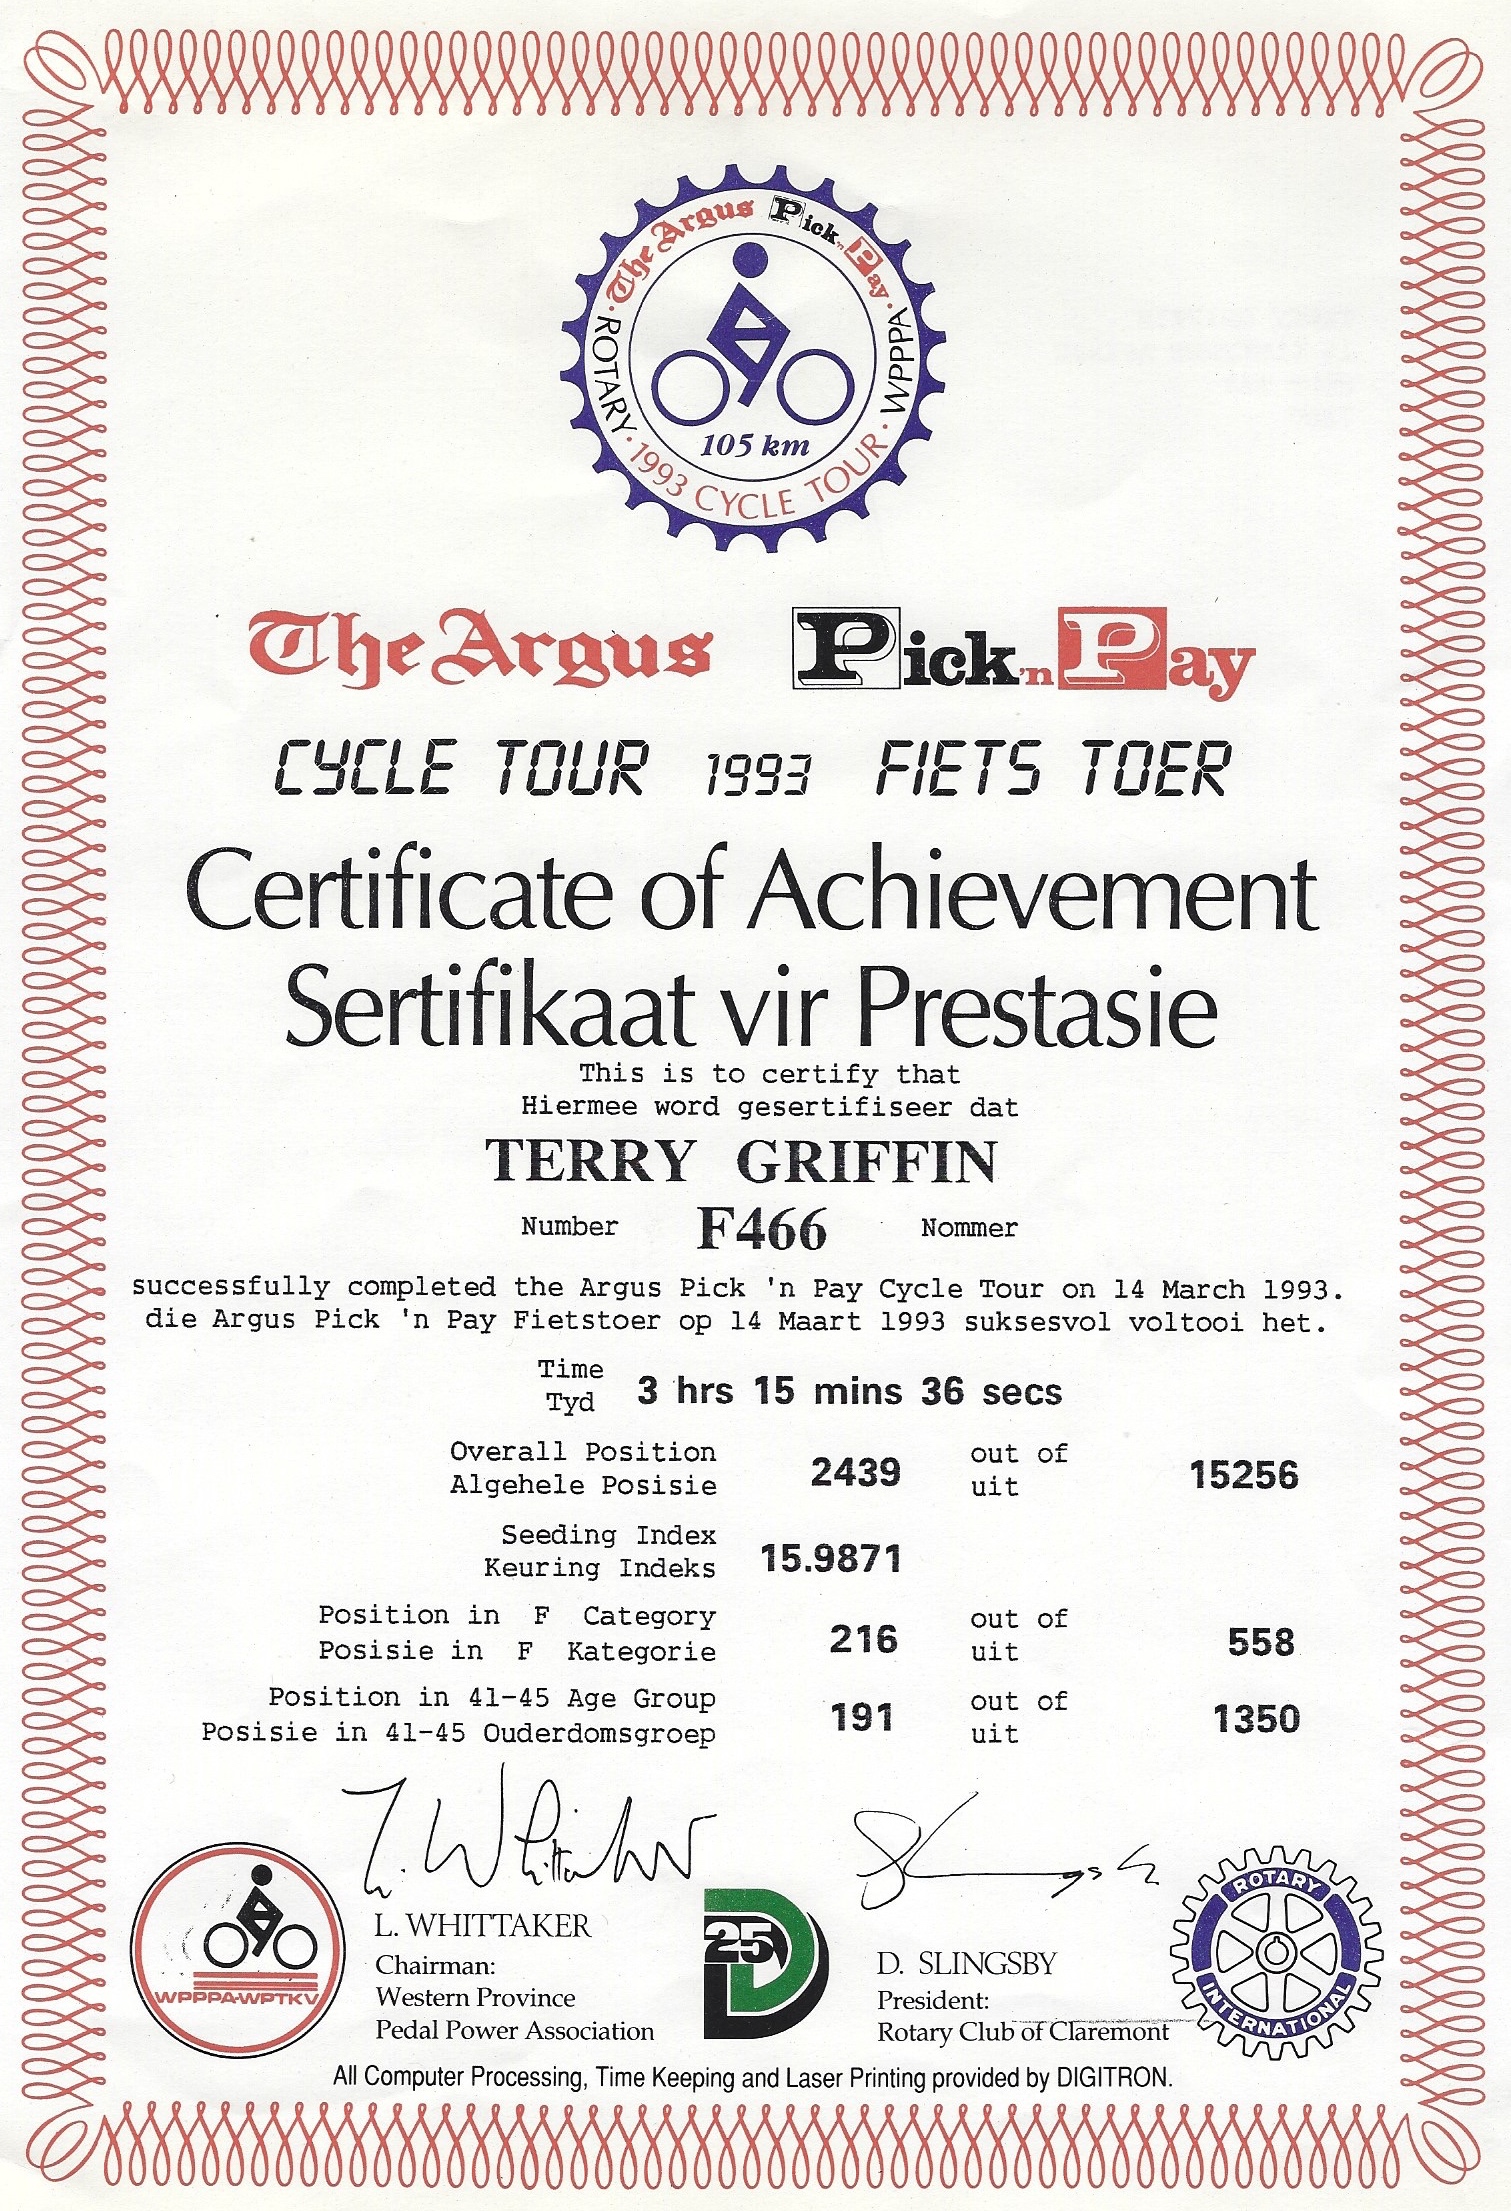 The Argus Pick 'n Pay
ROTARY · 1993 CYCLE TOUR · WPPPA
105 km
The Argus Pick 'n Pay
CYCLE TOUR 1993 FIETS TOER
Certificate of Achievement
Sertifikaat vir Prestasie
This is to certify that
Hiermee word gesertifiseer dat
TERRY GRIFFIN
Number F466 Nommer
successfully completed the Argus Pick 'n Pay Cycle Tour on 14 March 1993.
die Argus Pick 'n Pay Fietstoer op 14 Maart 1993 suksesvol voltooi het.
Time
Tyd 3 hrs 15 mins 36 secs
Overall Position 2439 out of 15256
Algehele Posisie uit
Seeding Index 15.9871
Keuring Indeks
Position in F Category 216 out of 558
Posisie in F Kategorie uit
Position in 41-45 Age Group 191 out of 1350
Posisie in 41-45 Ouderdomsgroep uit
L. Whittaker
L. WHITTAKER
Chairman:
Western Province
Pedal Power Association
WPPPA-WPTKV
25
D. SLINGSBY
President:
Rotary Club of Claremont
ROTARY
INTERNATIONAL
All Computer Processing, Time Keeping and Laser Printing provided by DIGITRON.